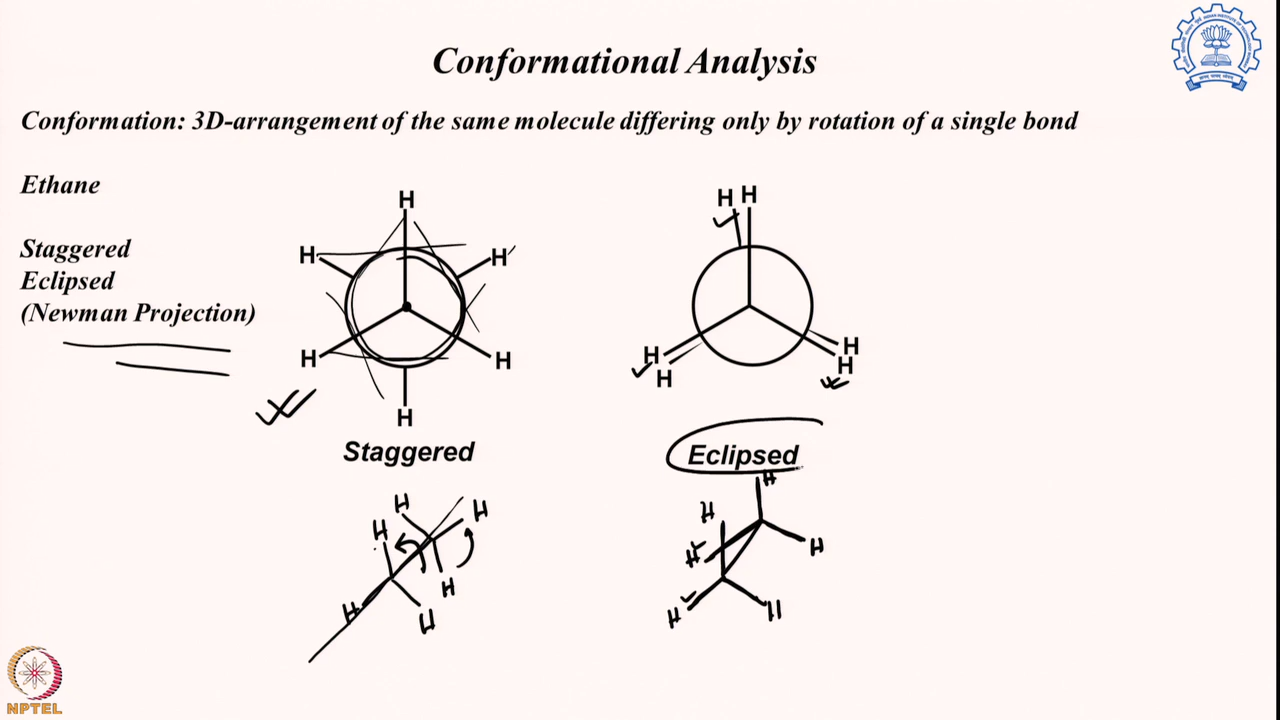 Conformational Analysis
Conformation: 3D-arrangement of the same molecule differing only by rotation of a single bond
Ethane
Staggered
Eclipsed
(Newman Projection)
H
H
H
H
H
H
Staggered
H H
H
H
H
H
Eclipsed
H
H
H
H
H
H
H
H
H
H
H
H
NPTEL